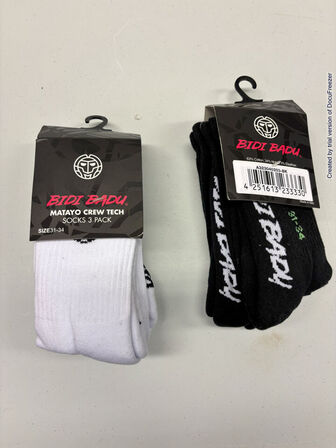 BIDI BADU
MATAYO CREW TECH
SOCKS 3 PACK
SIZE 31-34
BIDI BADU
4 251613 233330
BIDI BADU
31-34
Created by trial version of DocuFreezer